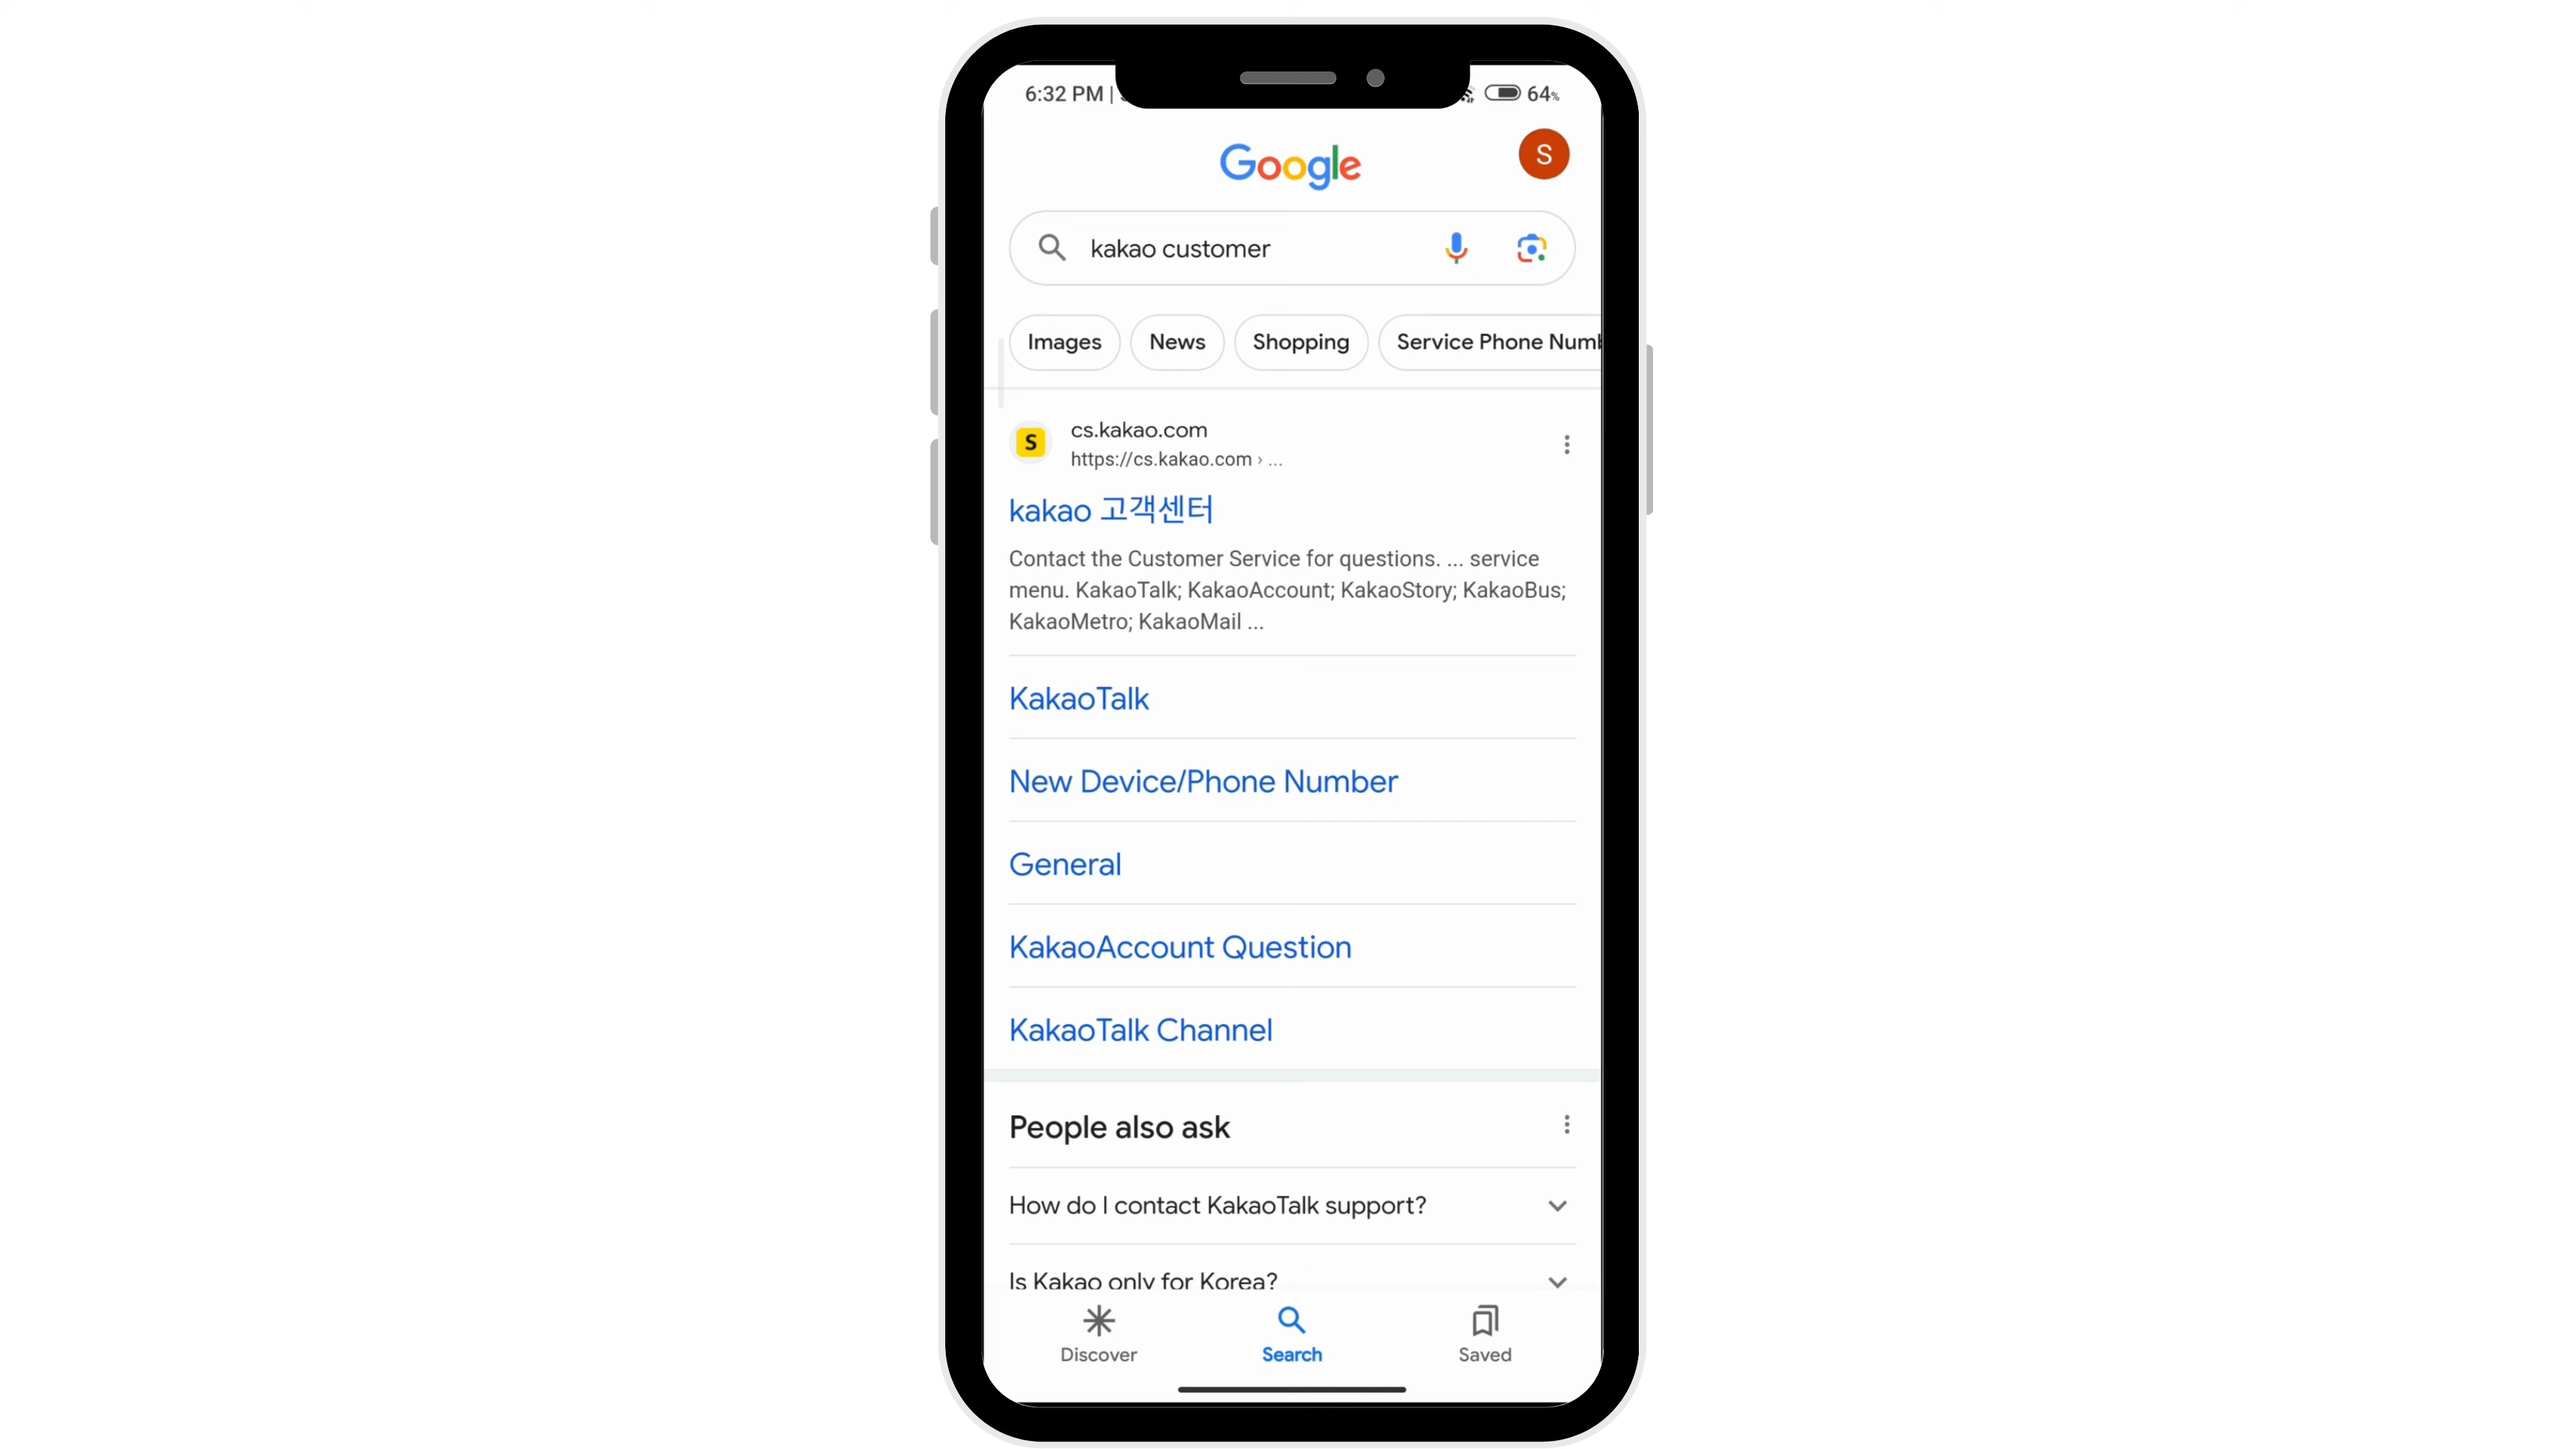 6:32 PM |
64%
Google
S
kakao customer
Images
News
Shopping
Service Phone Numb
S
cs.kakao.com
https://cs.kakao.com › ...
kakao 고객센터
Contact the Customer Service for questions. ... service
menu. KakaoTalk; KakaoAccount; KakaoStory; KakaoBus;
KakaoMetro; KakaoMail ...
KakaoTalk
New Device/Phone Number
General
KakaoAccount Question
KakaoTalk Channel
People also ask
How do I contact KakaoTalk support?
Is Kakao only for Korea?
Discover
Search
Saved